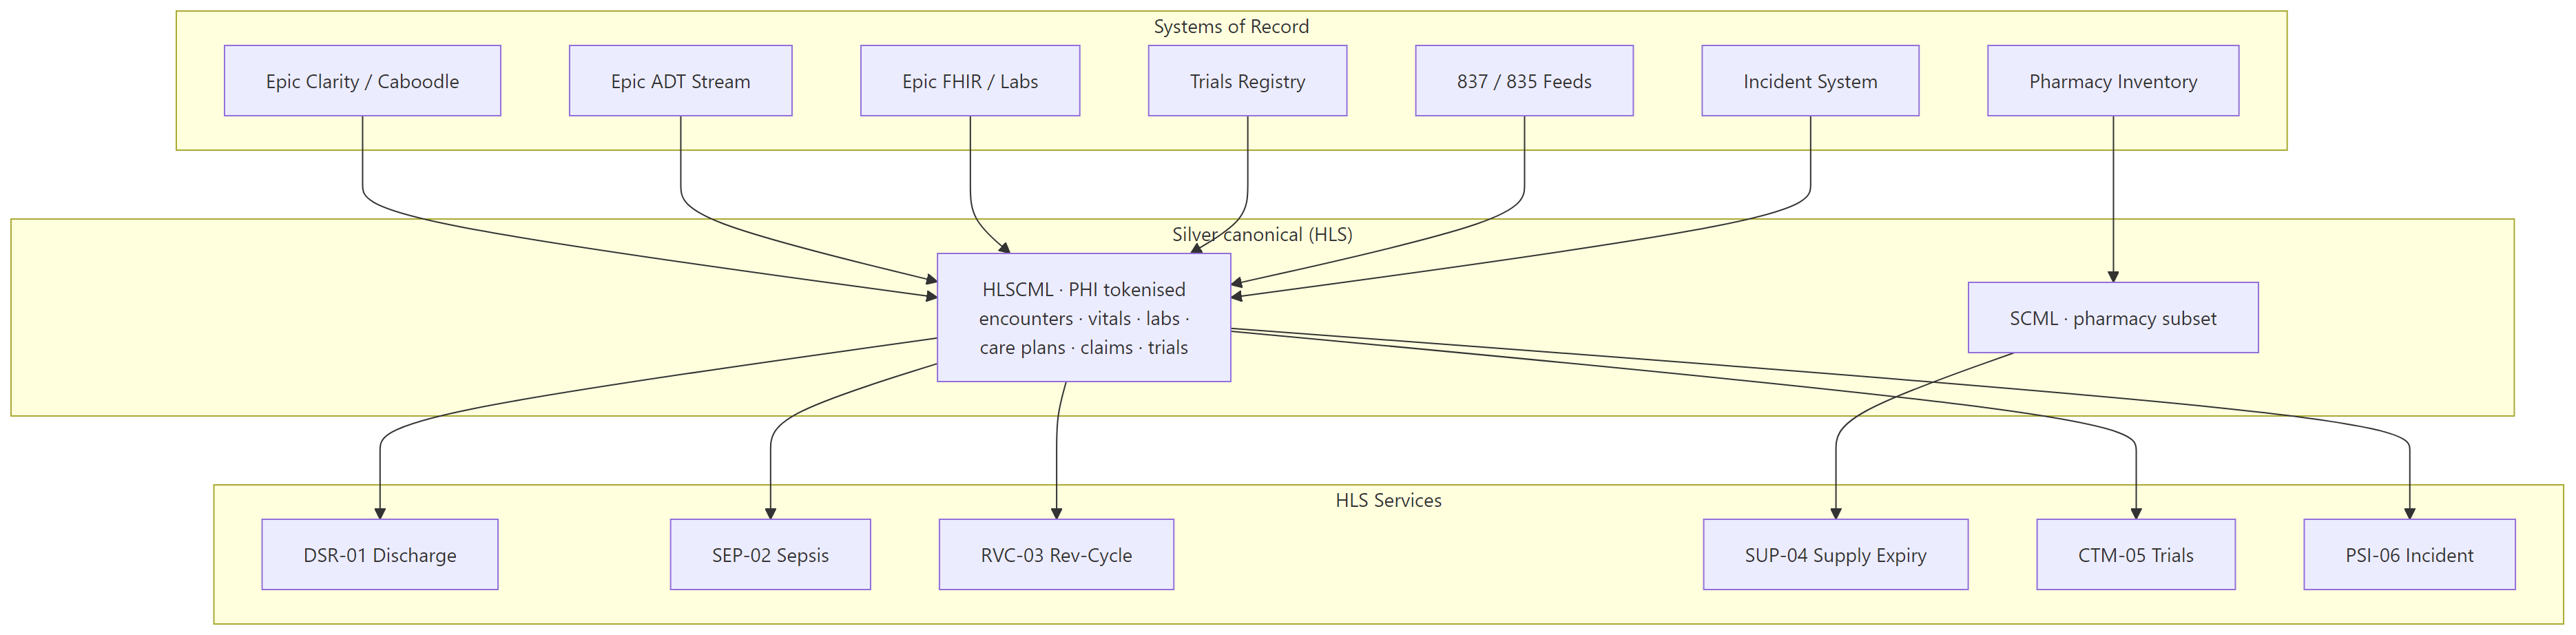 Systems of Record
Epic Clarity / Caboodle
Epic ADT Stream
Epic FHIR / Labs
Trials Registry
837 / 835 Feeds
Incident System
Pharmacy Inventory
Silver canonical (HLS)
HLSCML · PHI tokenised
encounters · vitals · labs ·
care plans · claims · trials
SCML · pharmacy subset
HLS Services
DSR-01 Discharge
SEP-02 Sepsis
RVC-03 Rev-Cycle
SUP-04 Supply Expiry
CTM-05 Trials
PSI-06 Incident